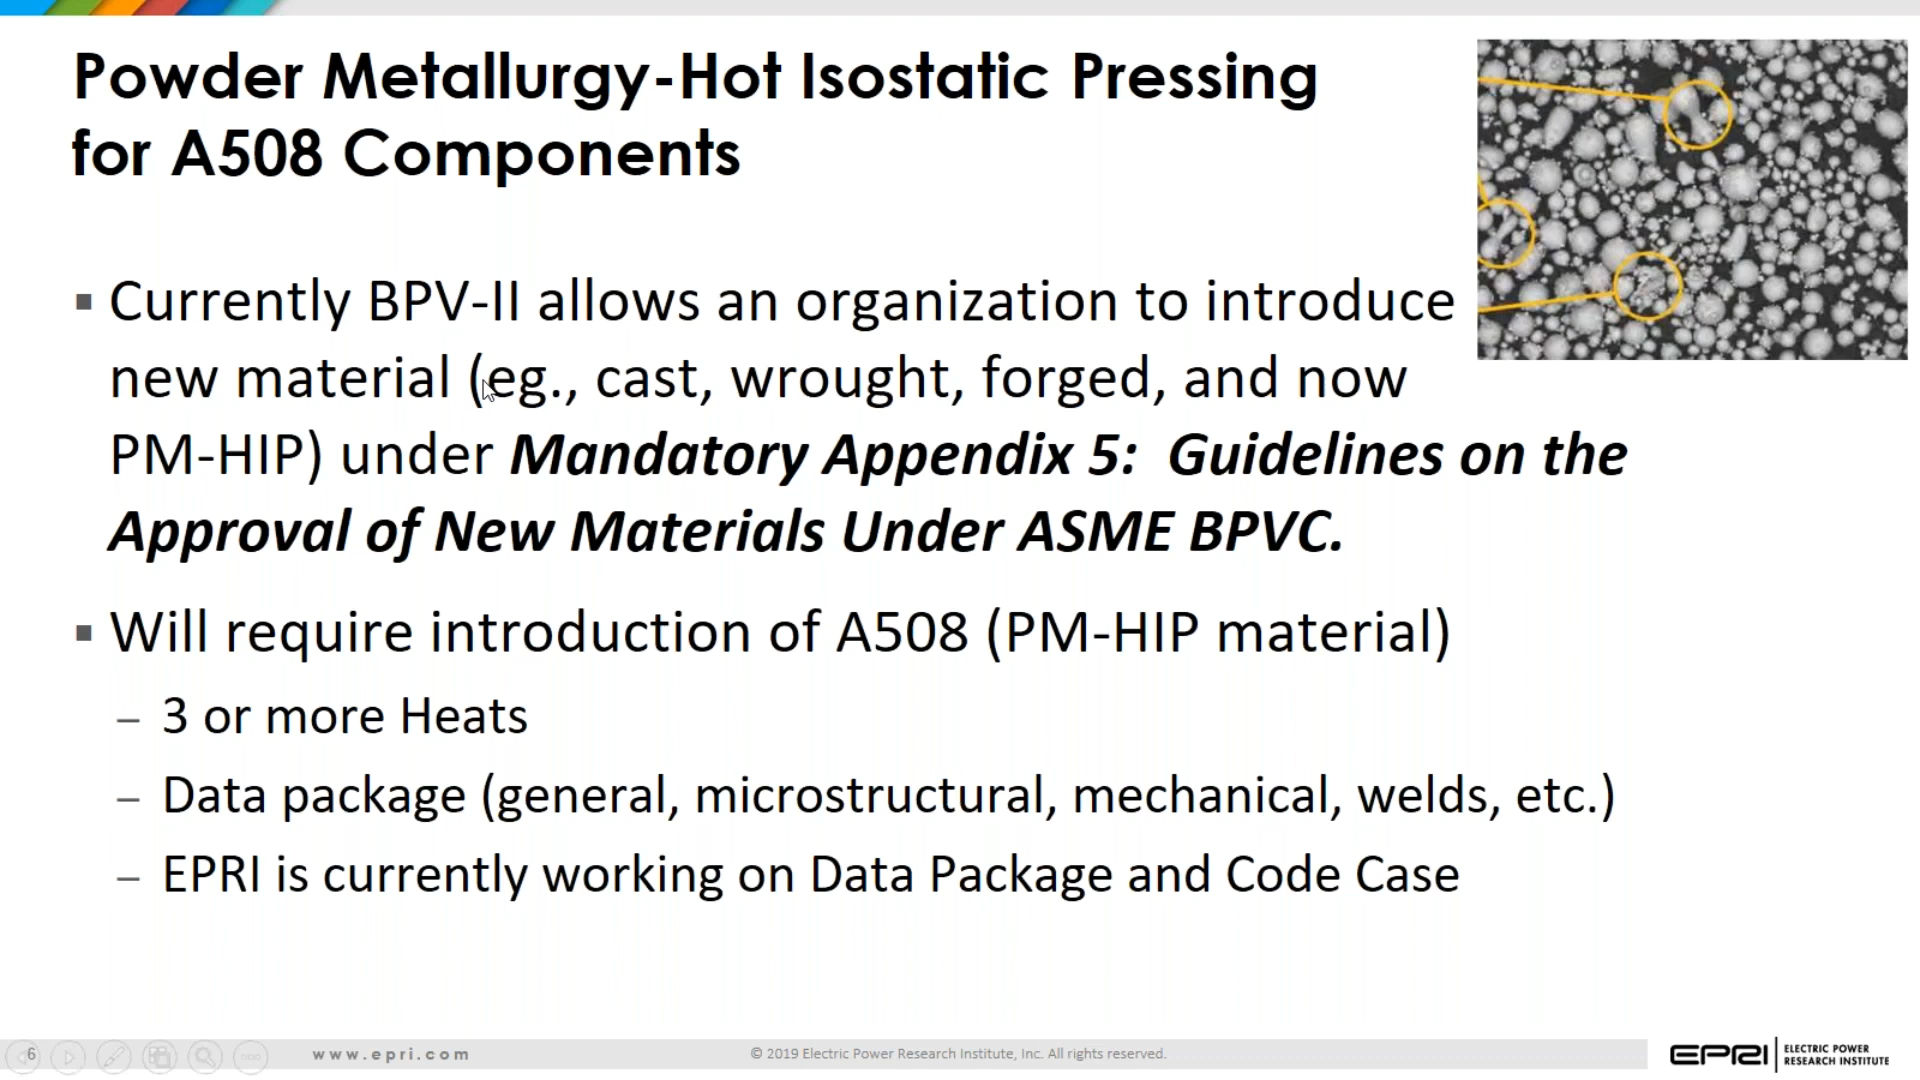 Powder Metallurgy-Hot Isostatic Pressing
for A508 Components
▪ Currently BPV-II allows an organization to introduce
new material (eg., cast, wrought, forged, and now
PM-HIP) under Mandatory Appendix 5: Guidelines on the
Approval of New Materials Under ASME BPVC.
▪ Will require introduction of A508 (PM-HIP material)
– 3 or more Heats
– Data package (general, microstructural, mechanical, welds, etc.)
– EPRI is currently working on Data Package and Code Case
6
www.epri.com
© 2019 Electric Power Research Institute, Inc. All rights reserved.
EPRI
ELECTRIC POWER
RESEARCH INSTITUTE